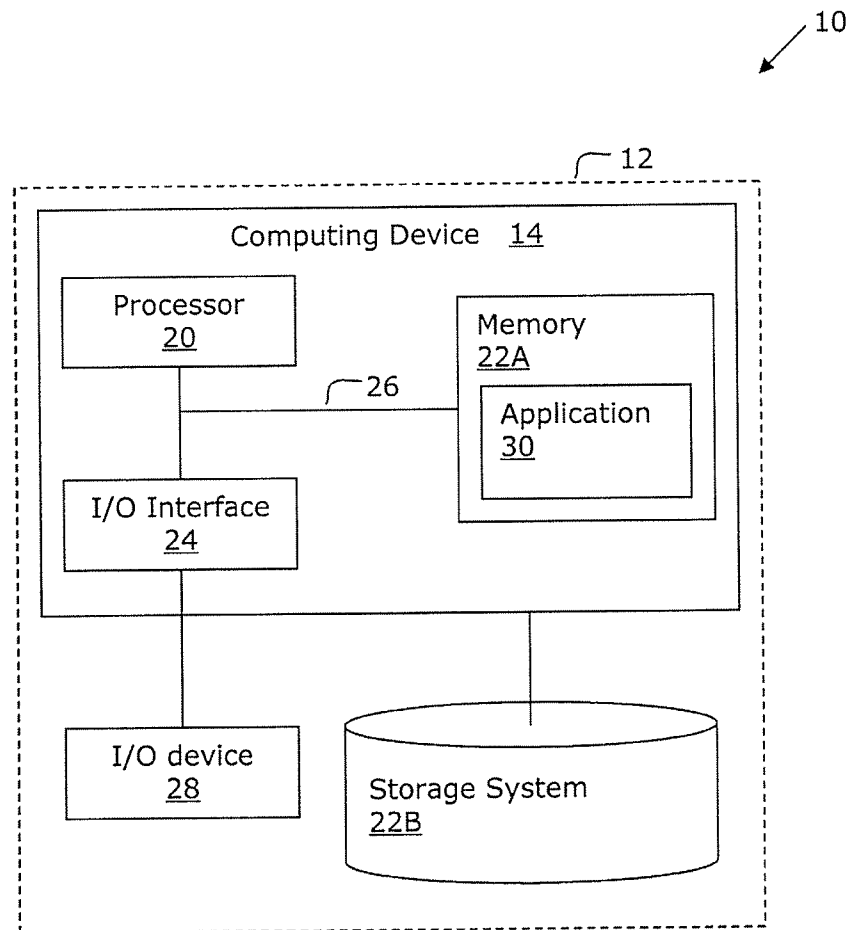 10
12
Computing Device 14
Processor
20
Memory
22A
26
Application
30
I/O Interface
24
I/O device
28
Storage System
22B